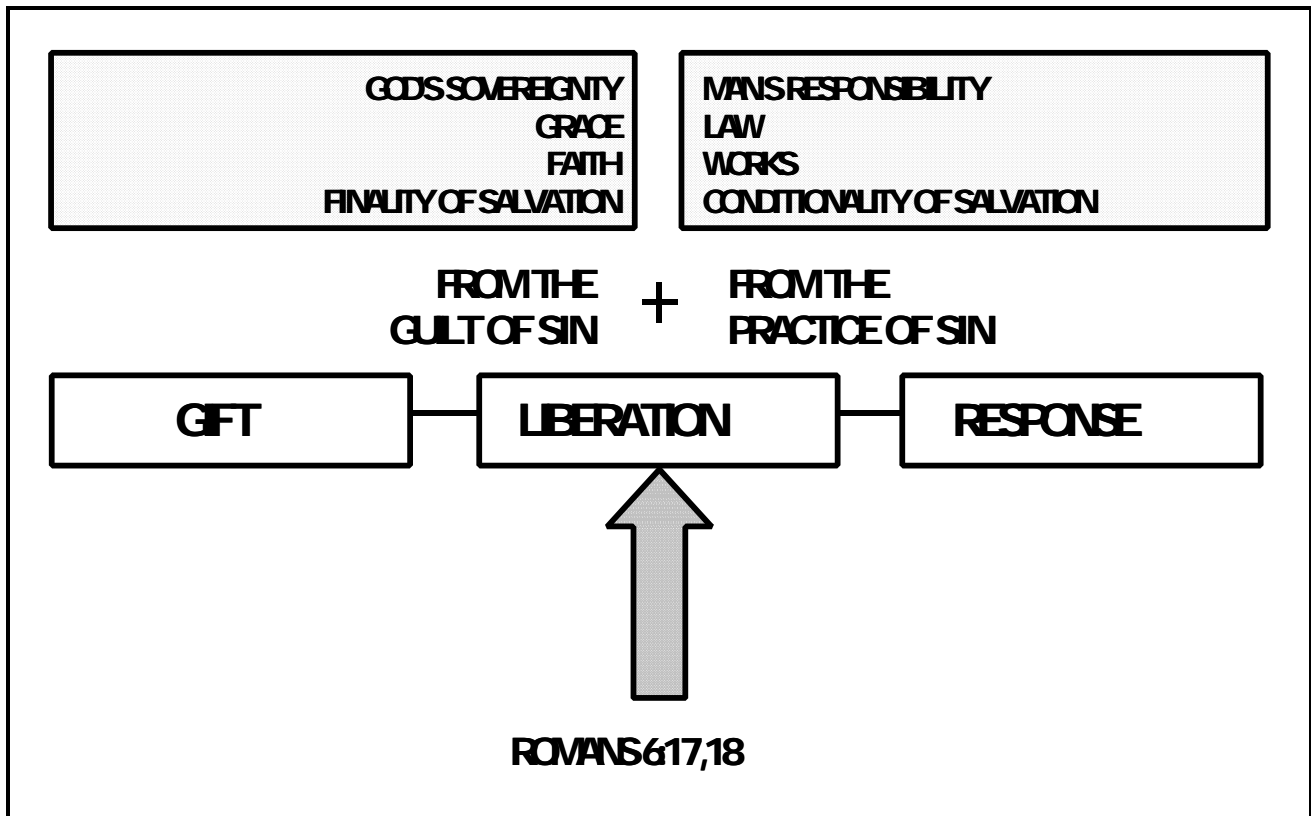 GOD'S SOVEREIGNTY
GRACE
FAITH
FINALITY OF SALVATION
MAN'S RESPONSIBILITY
LAW
WORKS
CONDITIONALITY OF SALVATION
FROM THE
GUILT OF SIN
+
FROM THE
PRACTICE OF SIN
GIFT
LIBERATION
RESPONSE
ROMANS 6:17,18